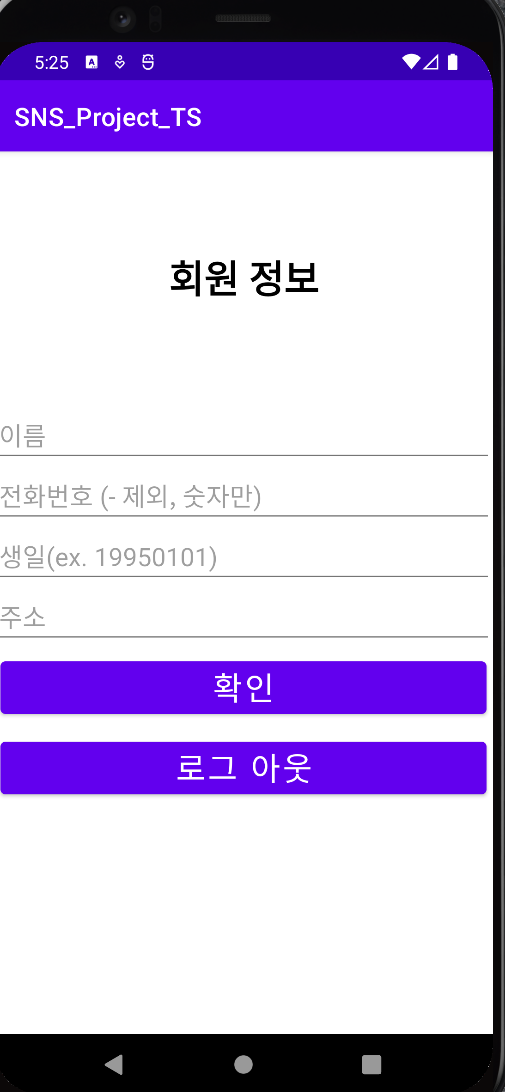 5:25
SNS_Project_TS
회원 정보
이름
전화번호 (- 제외, 숫자만)
생일(ex. 19950101)
주소
확인
로그 아웃